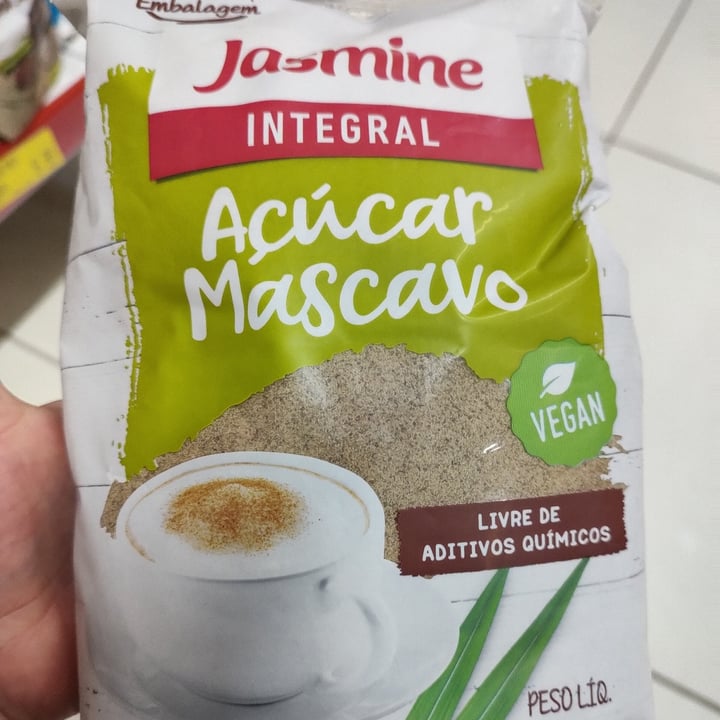 Embalagem
Jasmine
INTEGRAL
Açúcar
Mascavo
VEGAN
LIVRE DE
ADITIVOS QUÍMICOS
PESO LÍQ.